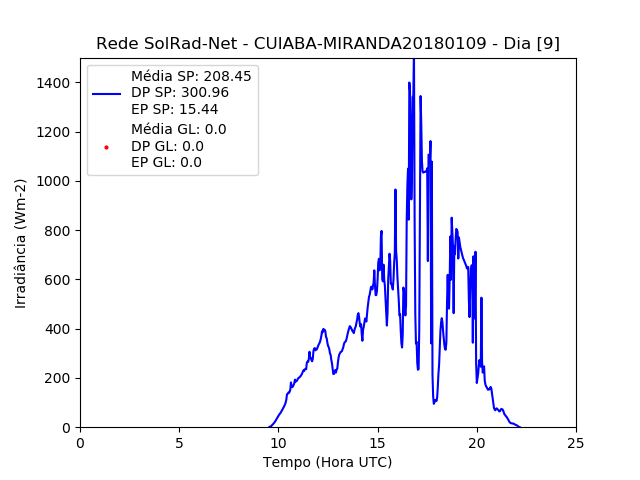 Rede SolRad-Net - CUIABA-MIRANDA20180109 - Dia [9]
Média SP: 208.45
DP SP: 300.96
EP SP: 15.44
Média GL: 0.0
DP GL: 0.0
EP GL: 0.0
Irradiância (Wm-2)
1400
1200
1000
800
600
400
200
0
0 5 10 15 20 25
Tempo (Hora UTC)